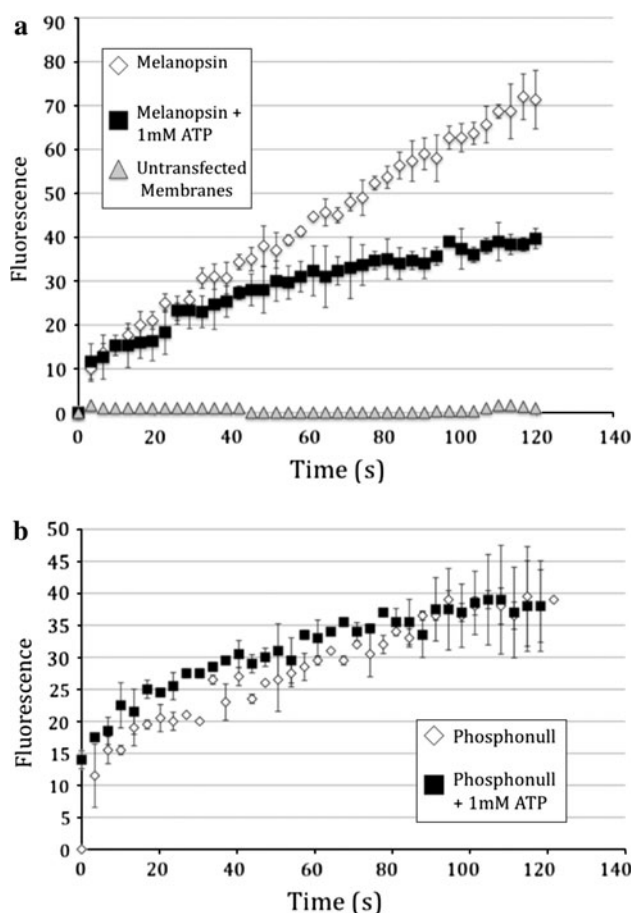 a
90
80
70
60
50
40
30
20
10
0
Fluorescence
Melanopsin
Melanopsin +
1mM ATP
Untransfected
Membranes
0 20 40 60 80 100 120 140
Time (s)
b
50
45
40
35
30
25
20
15
10
5
0
Fluorescence
Phosphonull
Phosphonull
+ 1mM ATP
0 20 40 60 80 100 120 140
Time (s)